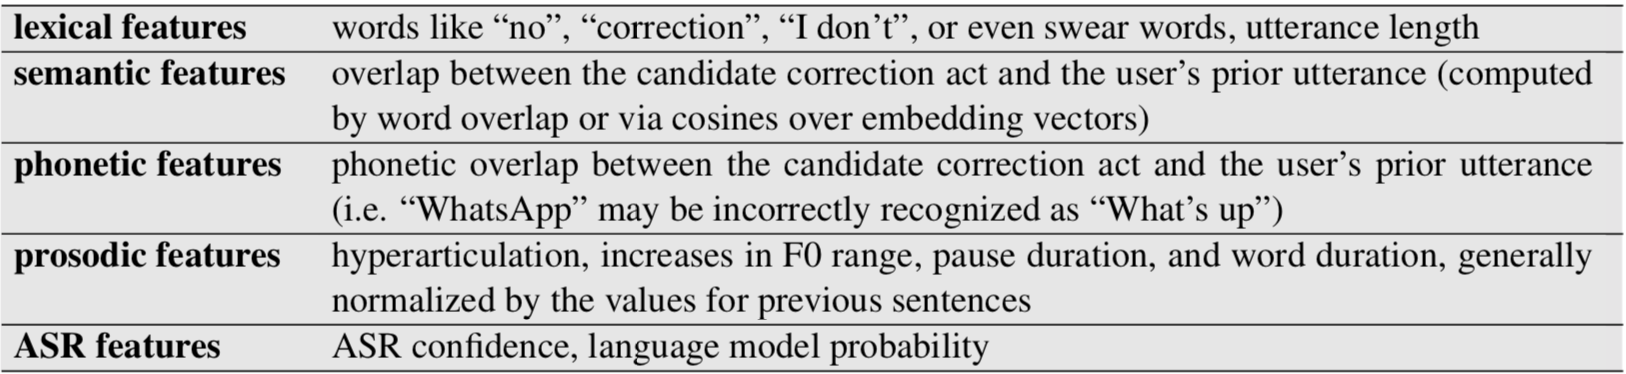 lexical features words like “no”, “correction”, “I don’t”, or even swear words, utterance length
semantic features overlap between the candidate correction act and the user’s prior utterance (computed
by word overlap or via cosines over embedding vectors)
phonetic features phonetic overlap between the candidate correction act and the user’s prior utterance
(i.e. “WhatsApp” may be incorrectly recognized as “What’s up”)
prosodic features hyperarticulation, increases in F0 range, pause duration, and word duration, generally
normalized by the values for previous sentences
ASR features ASR confidence, language model probability